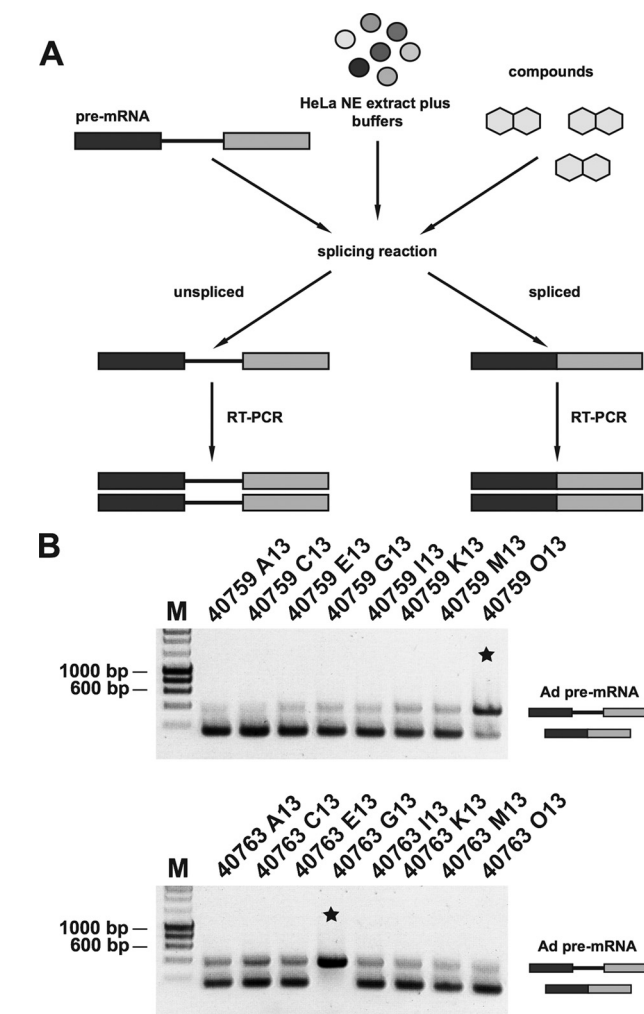 A
compounds
HeLa NE extract plus
buffers
pre-mRNA
splicing reaction
unspliced
spliced
RT-PCR
RT-PCR
B
M
40759 A13
40759 C13
40759 E13
40759 G13
40759 I13
40759 K13
40759 M13
40759 O13
1000 bp
600 bp
Ad pre-mRNA
M
40763 A13
40763 C13
40763 E13
40763 G13
40763 I13
40763 K13
40763 M13
40763 O13
1000 bp
600 bp
Ad pre-mRNA